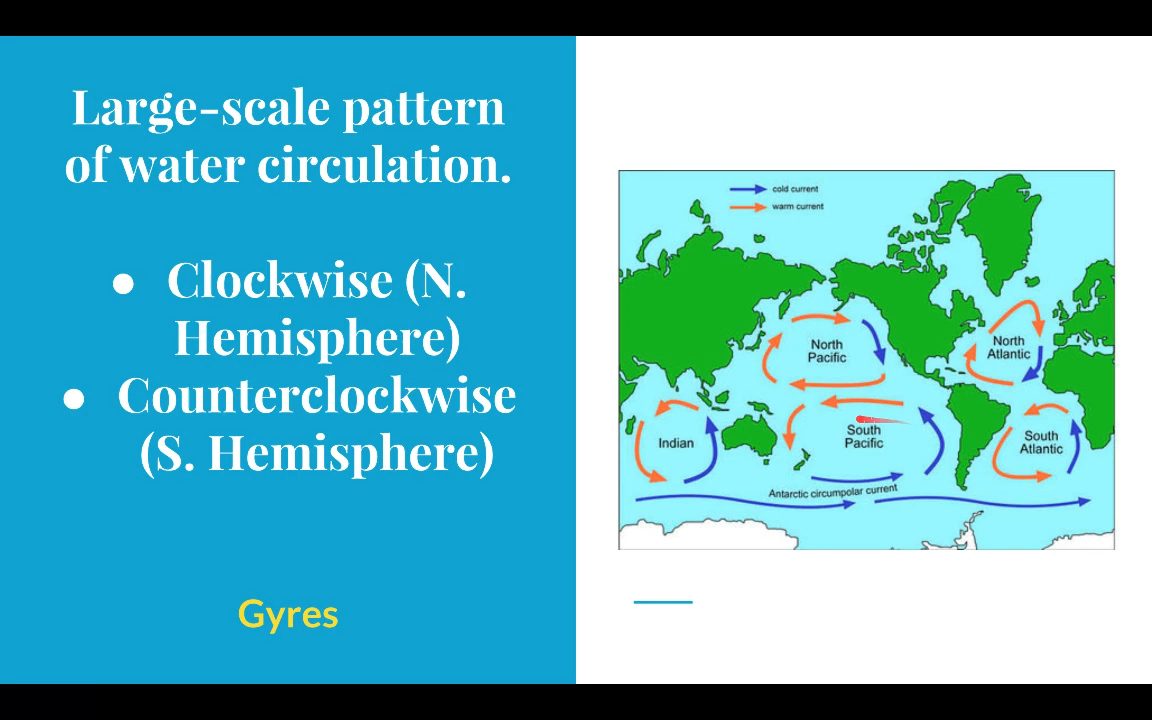 Large-scale pattern
of water circulation.
● Clockwise (N.
Hemisphere)
● Counterclockwise
(S. Hemisphere)
Gyres
cold current
warm current
North
Pacific
North
Atlantic
Indian
South
Pacific
South
Atlantic
Antarctic circumpolar current